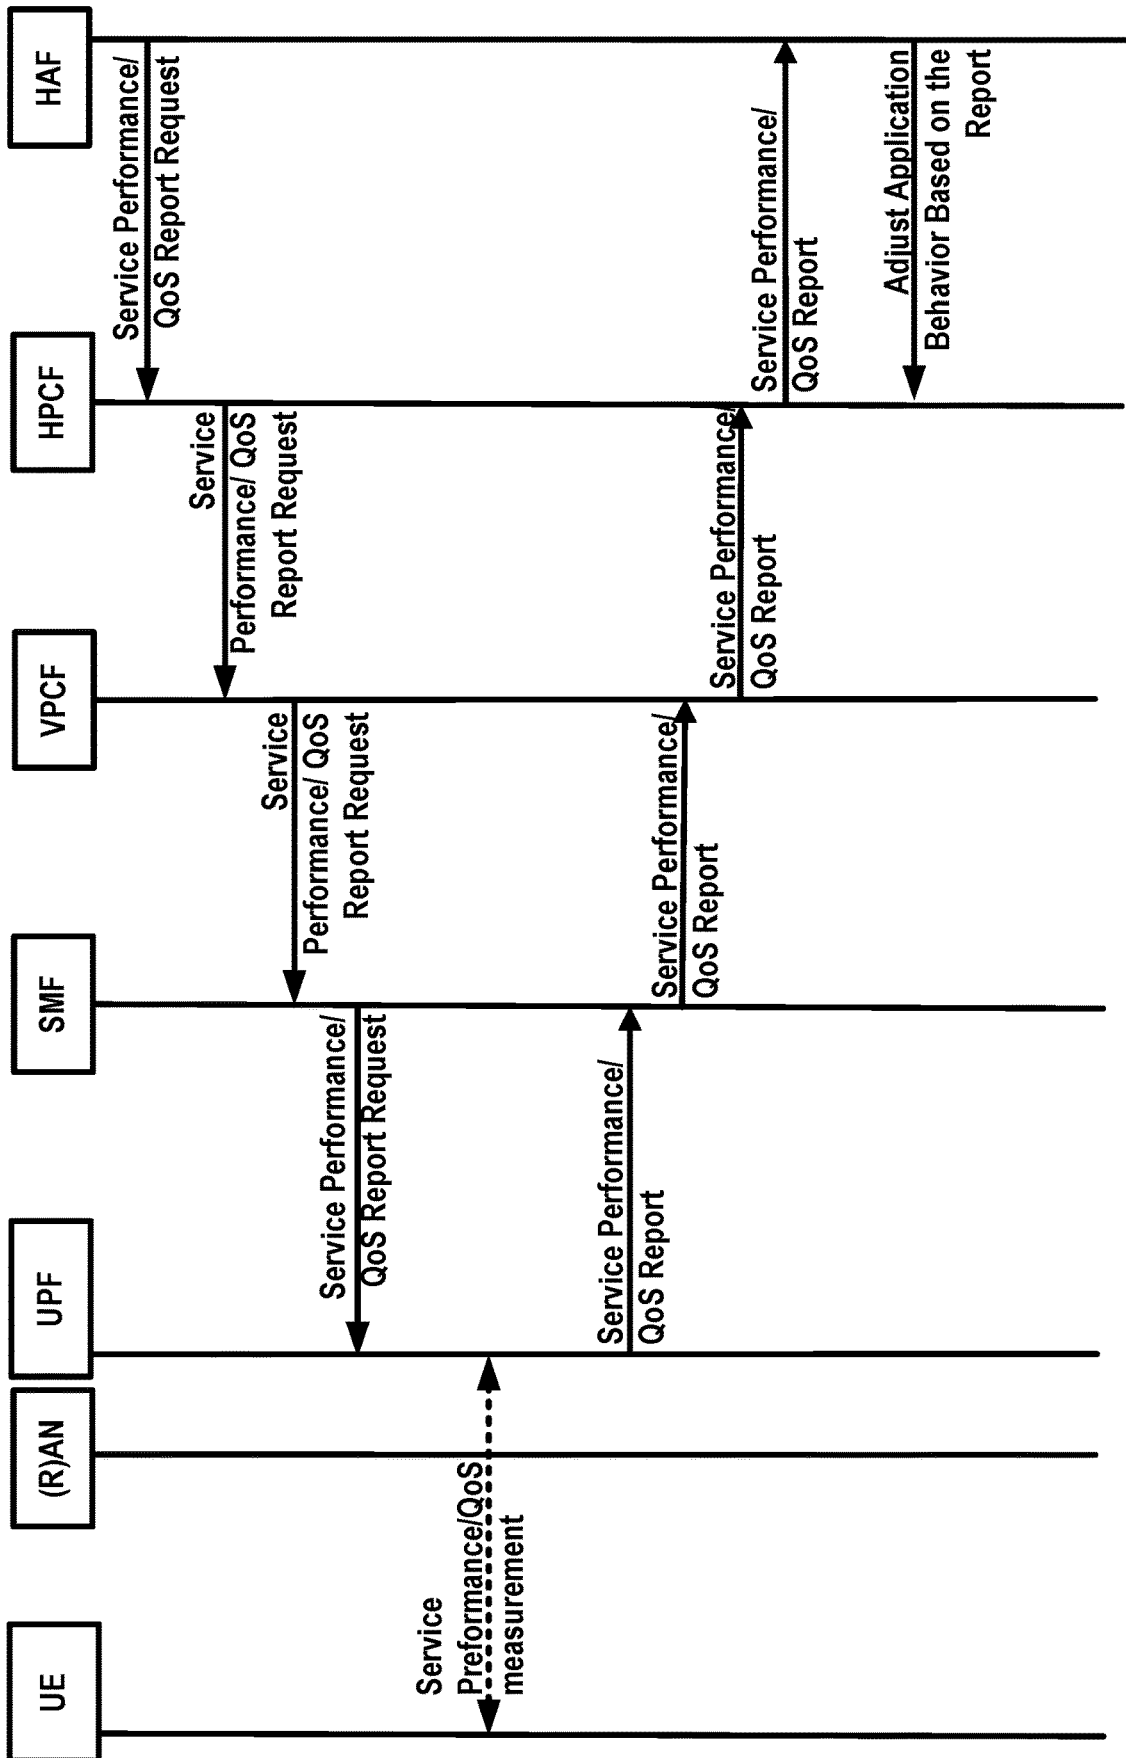 UE
(R)AN
UPF
SMF
VPCF
HPCF
HAF
Service Performance/
QoS Report Request
Service
Performance/ QoS
Report Request
Service
Performance/ QoS
Report Request
Service Performance/
QoS Report Request
Service
Preformance/QoS
measurement
Service Performance/
QoS Report
Service Performance/
QoS Report
Service Performance/
QoS Report
Service Performance/
QoS Report
Adjust Application
Behavior Based on the
Report